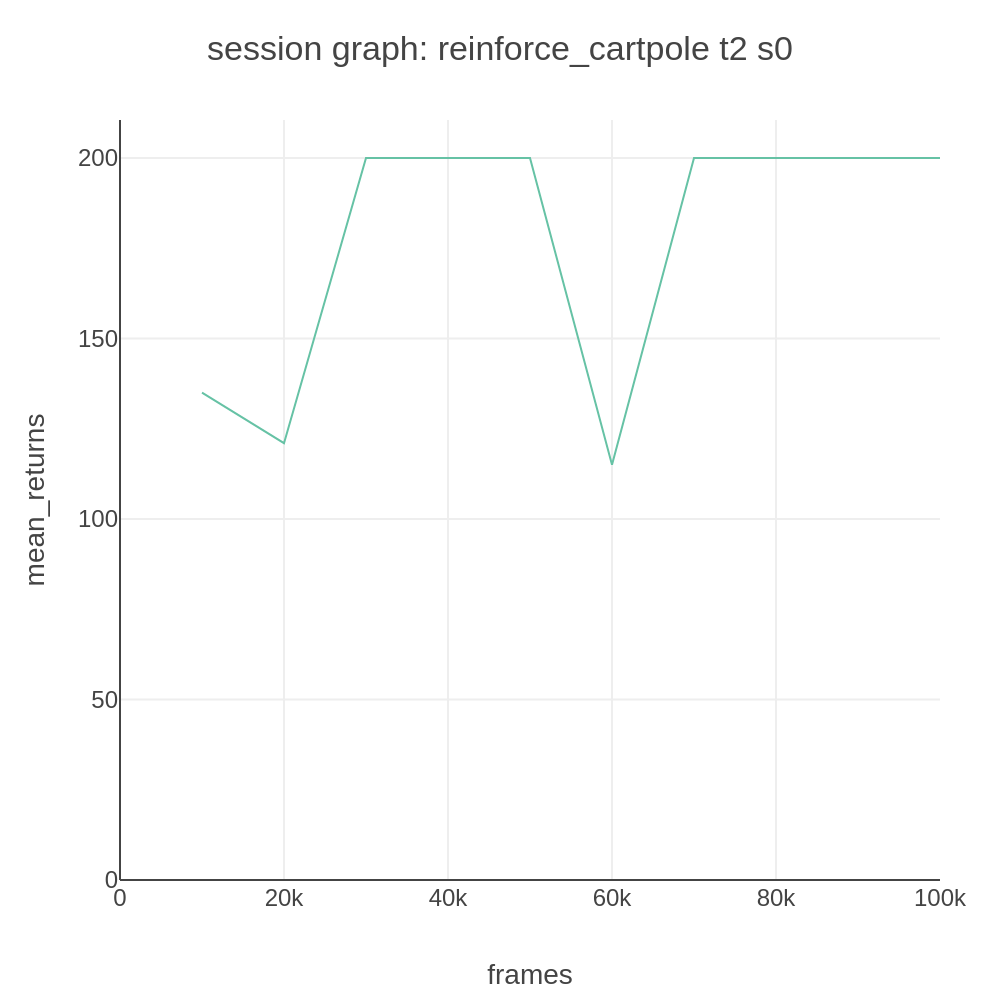 session graph: reinforce_cartpole t2 s0
mean_returns
200
150
100
50
0
0 20k 40k 60k 80k 100k
frames